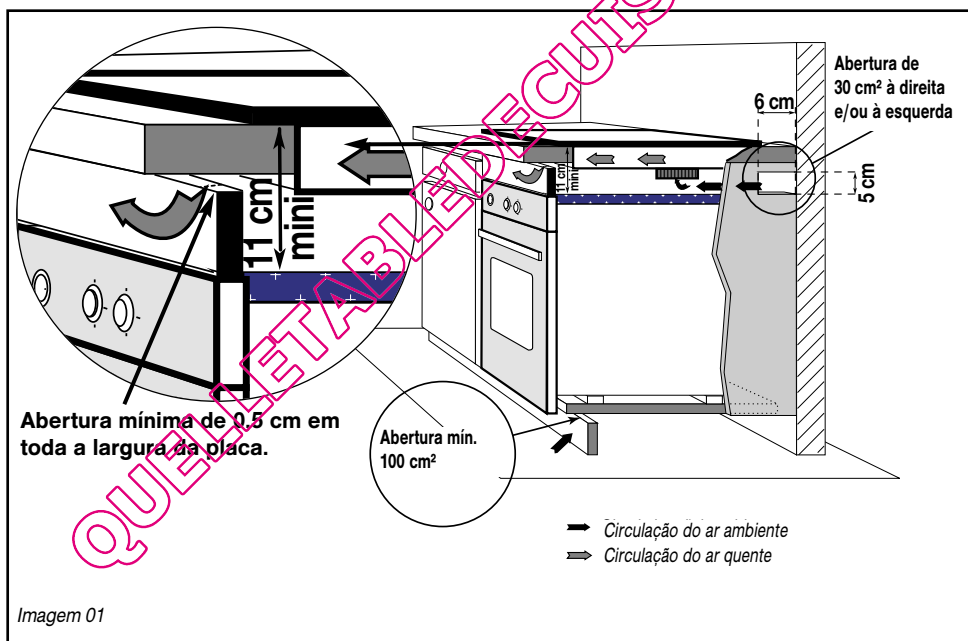 QUELLETABLEDECUIS
Abertura de
30 cm² à direita
e/ou à esquerda
6 cm
5 cm
11 cm
mini
11 cm
mini
Abertura mínima de 0.5 cm em
toda a largura da placa.
Abertura mín.
100 cm²
Circulação do ar ambiente
Circulação do ar quente
Imagem 01